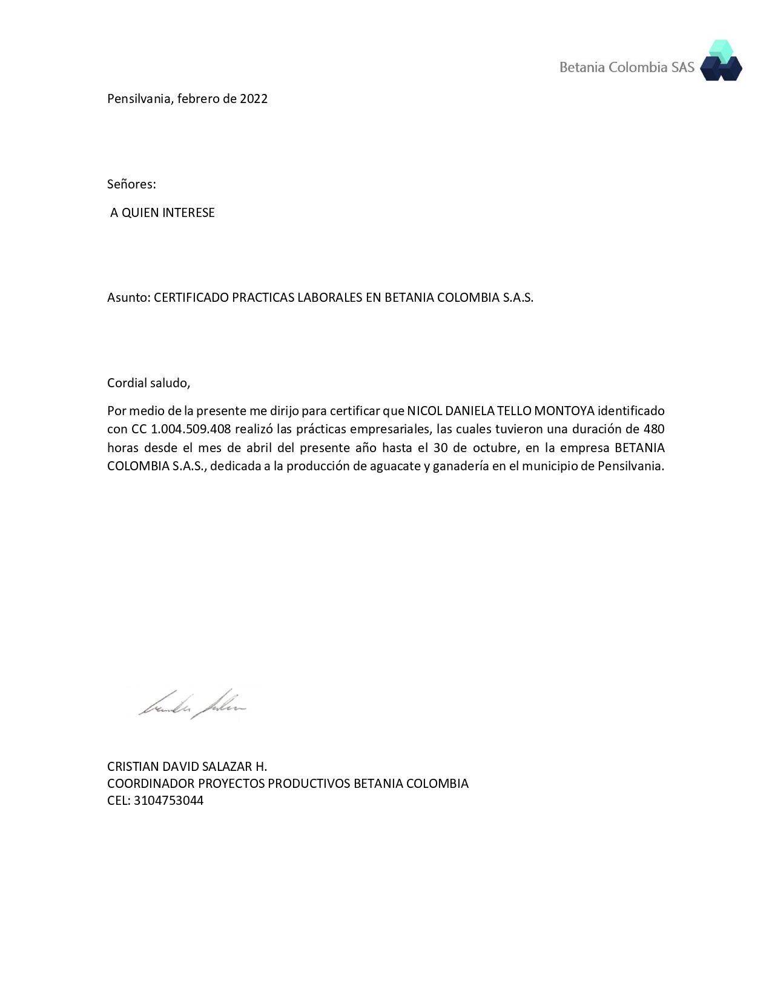 Betania Colombia SAS
Pensilvania, febrero de 2022
Señores:
A QUIEN INTERESE
Asunto: CERTIFICADO PRACTICAS LABORALES EN BETANIA COLOMBIA S.A.S.
Cordial saludo,
Por medio de la presente me dirijo para certificar que NICOL DANIELA TELLO MONTOYA identificado
con CC 1.004.509.408 realizó las prácticas empresariales, las cuales tuvieron una duración de 480
horas desde el mes de abril del presente año hasta el 30 de octubre, en la empresa BETANIA
COLOMBIA S.A.S., dedicada a la producción de aguacate y ganadería en el municipio de Pensilvania.
CRISTIAN DAVID SALAZAR H.
COORDINADOR PROYECTOS PRODUCTIVOS BETANIA COLOMBIA
CEL: 3104753044